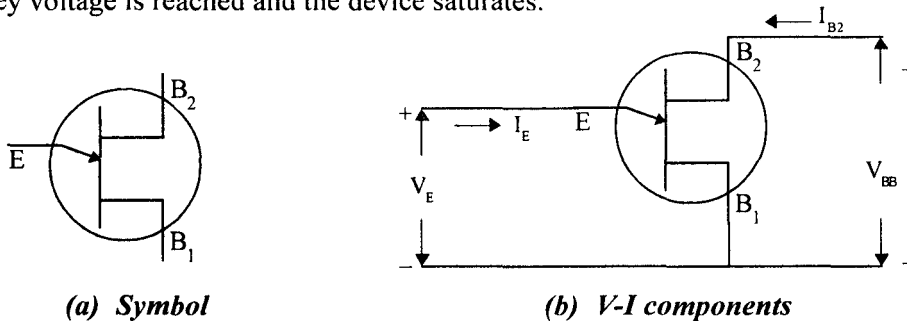 ey voltage is reached and the device saturates.
I_B2
B_2
B_2
+
I_E
E
E
V_E
V_BB
B_1
B_1
(a) Symbol
(b) V-I components